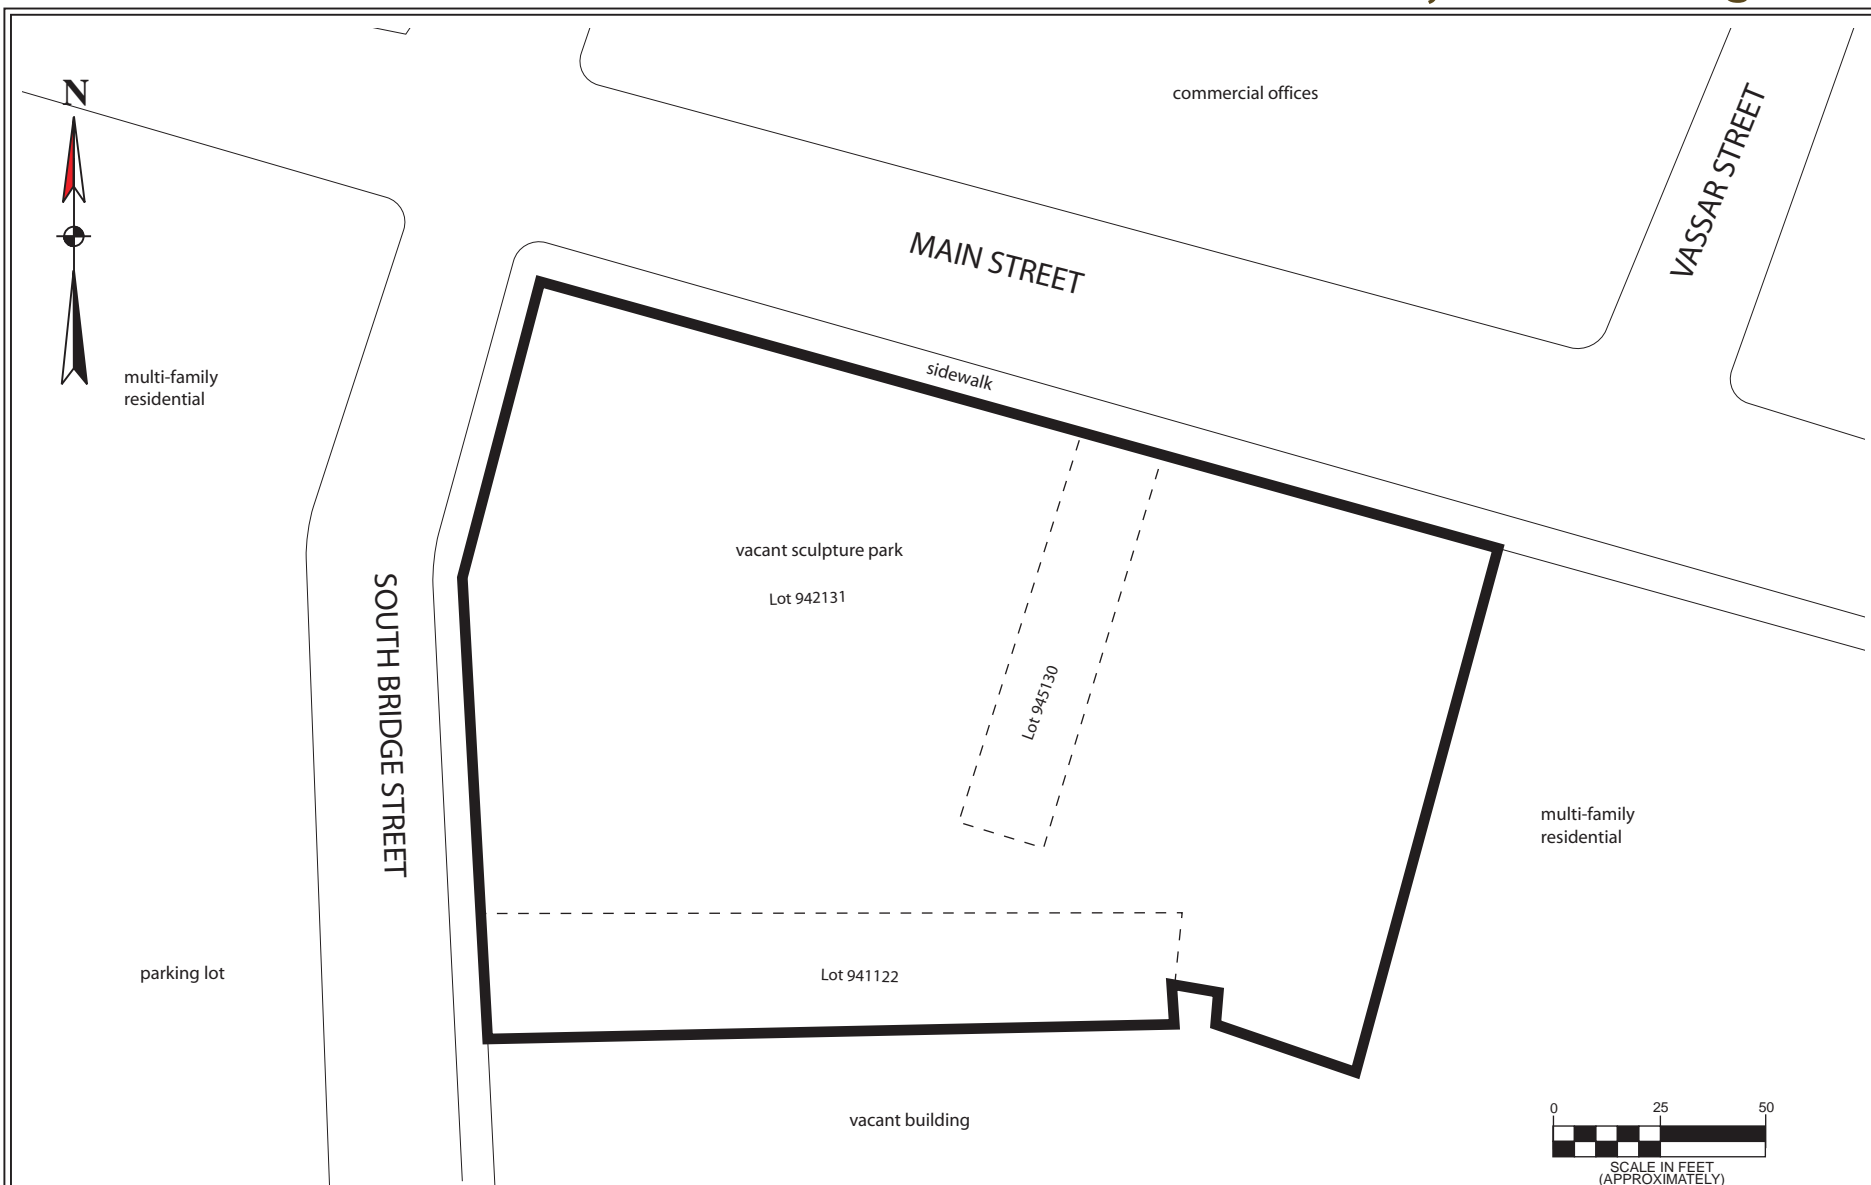 N
commercial offices
VASSAR STREET
MAIN STREET
sidewalk
multi-family
residential
vacant sculpture park
Lot 942131
SOUTH BRIDGE STREET
Lot 945130
multi-family
residential
parking lot
Lot 941122
vacant building
0 25 50
SCALE IN FEET
(APPROXIMATELY)